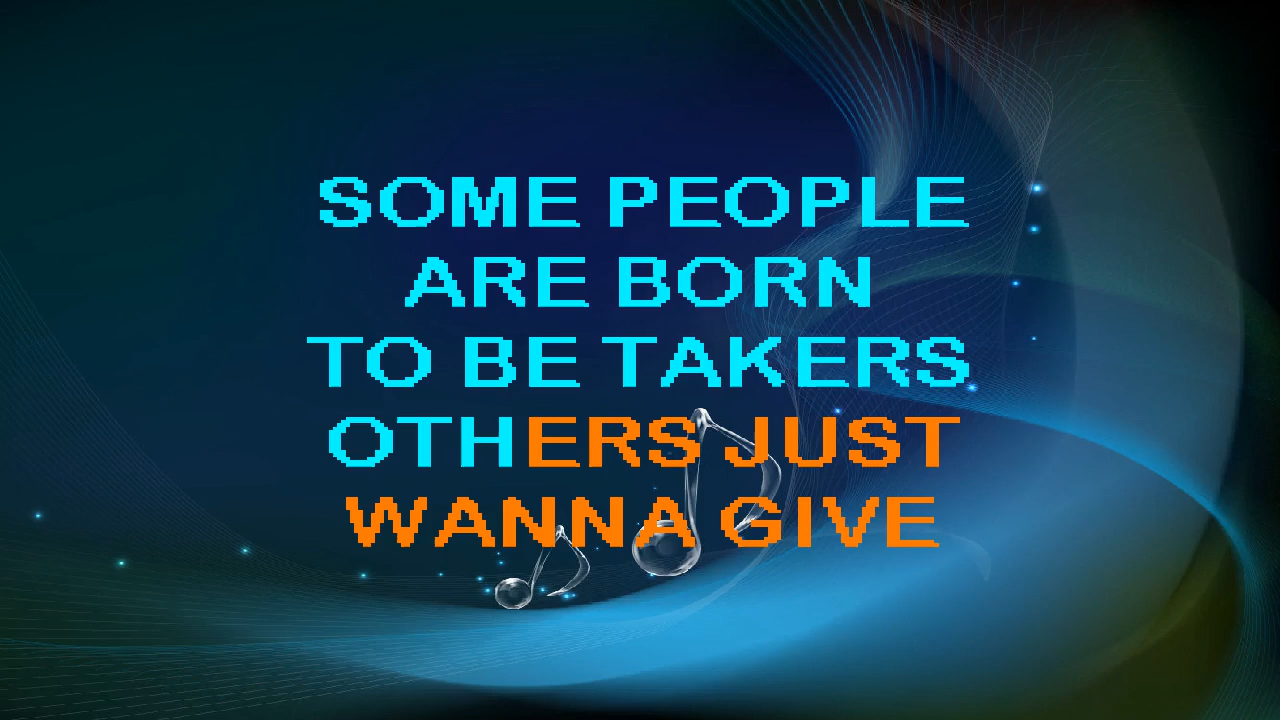 SOME PEOPLE
ARE BORN
TO BE TAKERS
OTHERS JUST
WANNA GIVE